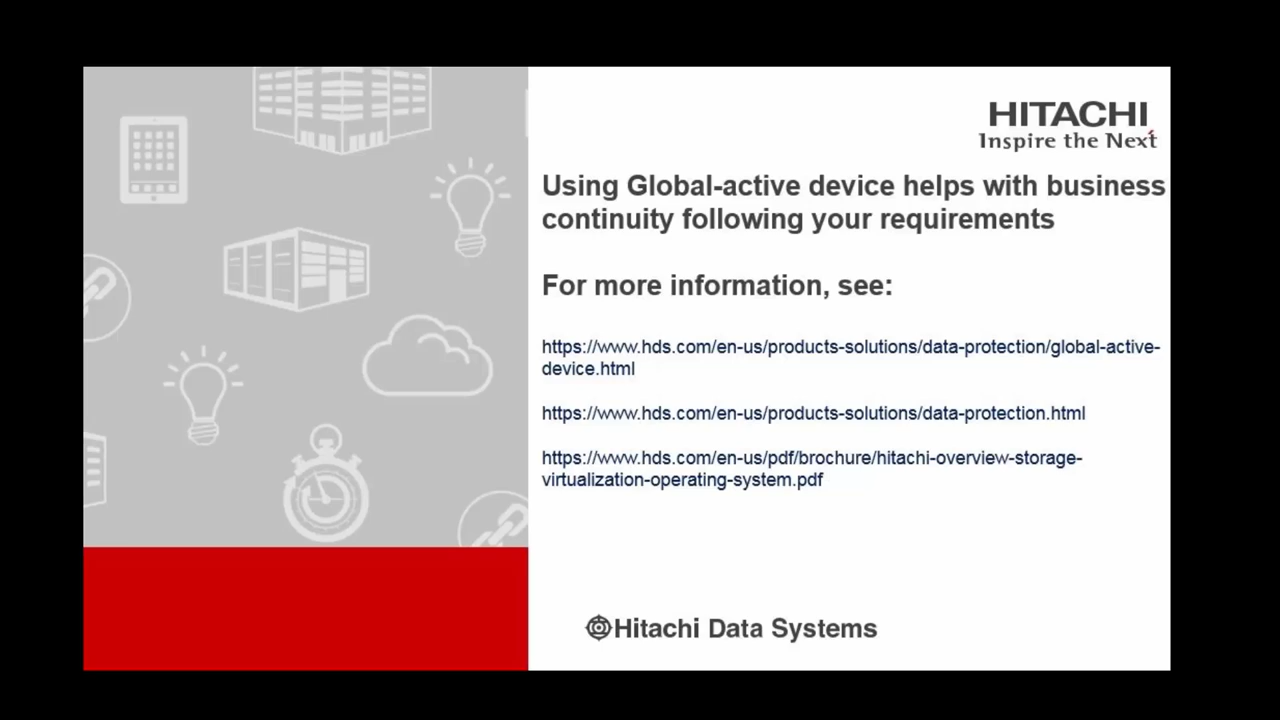 HITACHI
Inspire the Next
Using Global-active device helps with business
continuity following your requirements
For more information, see:
https://www.hds.com/en-us/products-solutions/data-protection/global-active-
device.html
https://www.hds.com/en-us/products-solutions/data-protection.html
https://www.hds.com/en-us/pdf/brochure/hitachi-overview-storage-
virtualization-operating-system.pdf
Hitachi Data Systems